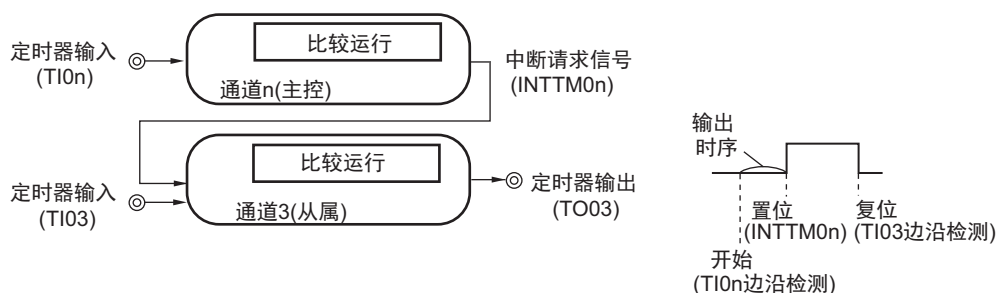 定时器输入
(TI0n)
比较运行
通道n(主控)
中断请求信号
(INTTM0n)
定时器输入
(TI03)
比较运行
通道3(从属)
定时器输出
(TO03)
输出
时序
置位
(INTTM0n)
复位
(TI03边沿检测)
开始
(TI0n边沿检测)